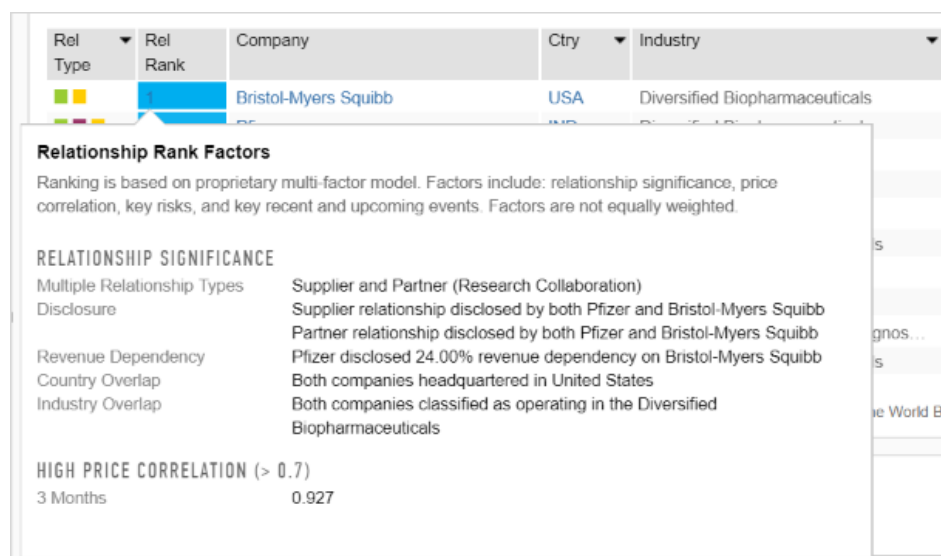 Rel Type Rel Rank Company Ctry Industry
1 Bristol-Myers Squibb USA Diversified Biopharmaceuticals
Relationship Rank Factors
Ranking is based on proprietary multi-factor model. Factors include: relationship significance, price
correlation, key risks, and key recent and upcoming events. Factors are not equally weighted.
RELATIONSHIP SIGNIFICANCE
Multiple Relationship Types Supplier and Partner (Research Collaboration)
Disclosure Supplier relationship disclosed by both Pfizer and Bristol-Myers Squibb
Partner relationship disclosed by both Pfizer and Bristol-Myers Squibb
Revenue Dependency Pfizer disclosed 24.00% revenue dependency on Bristol-Myers Squibb
Country Overlap Both companies headquartered in United States
Industry Overlap Both companies classified as operating in the Diversified
Biopharmaceuticals
HIGH PRICE CORRELATION (> 0.7)
3 Months 0.927
s
gnos...
s
ne World B